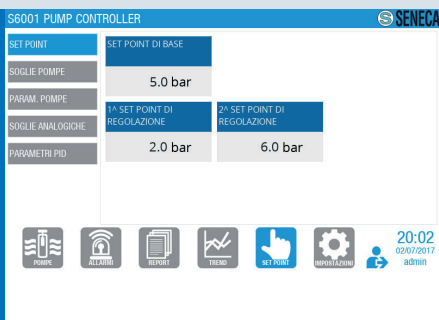 S6001 PUMP CONTROLLER
SENECA
SET POINT
SOGLIE POMPE
PARAM. POMPE
SOGLIE ANALOGICHE
PARAMETRI PID
SET POINT DI BASE
5.0 bar
1^ SET POINT DI
REGOLAZIONE
2.0 bar
2^ SET POINT DI
REGOLAZIONE
6.0 bar
POMPE
ALLARMI
REPORT
TREND
SET POINT
IMPOSTAZIONI
20:02
02/07/2017
admin